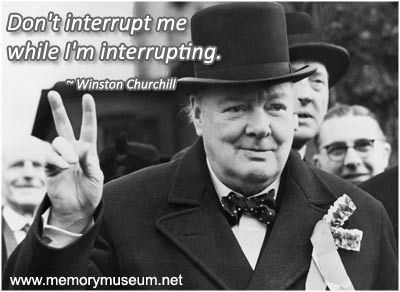 Don't interrupt me
while I'm interrupting.
~ Winston Churchill
www.memorymuseum.net